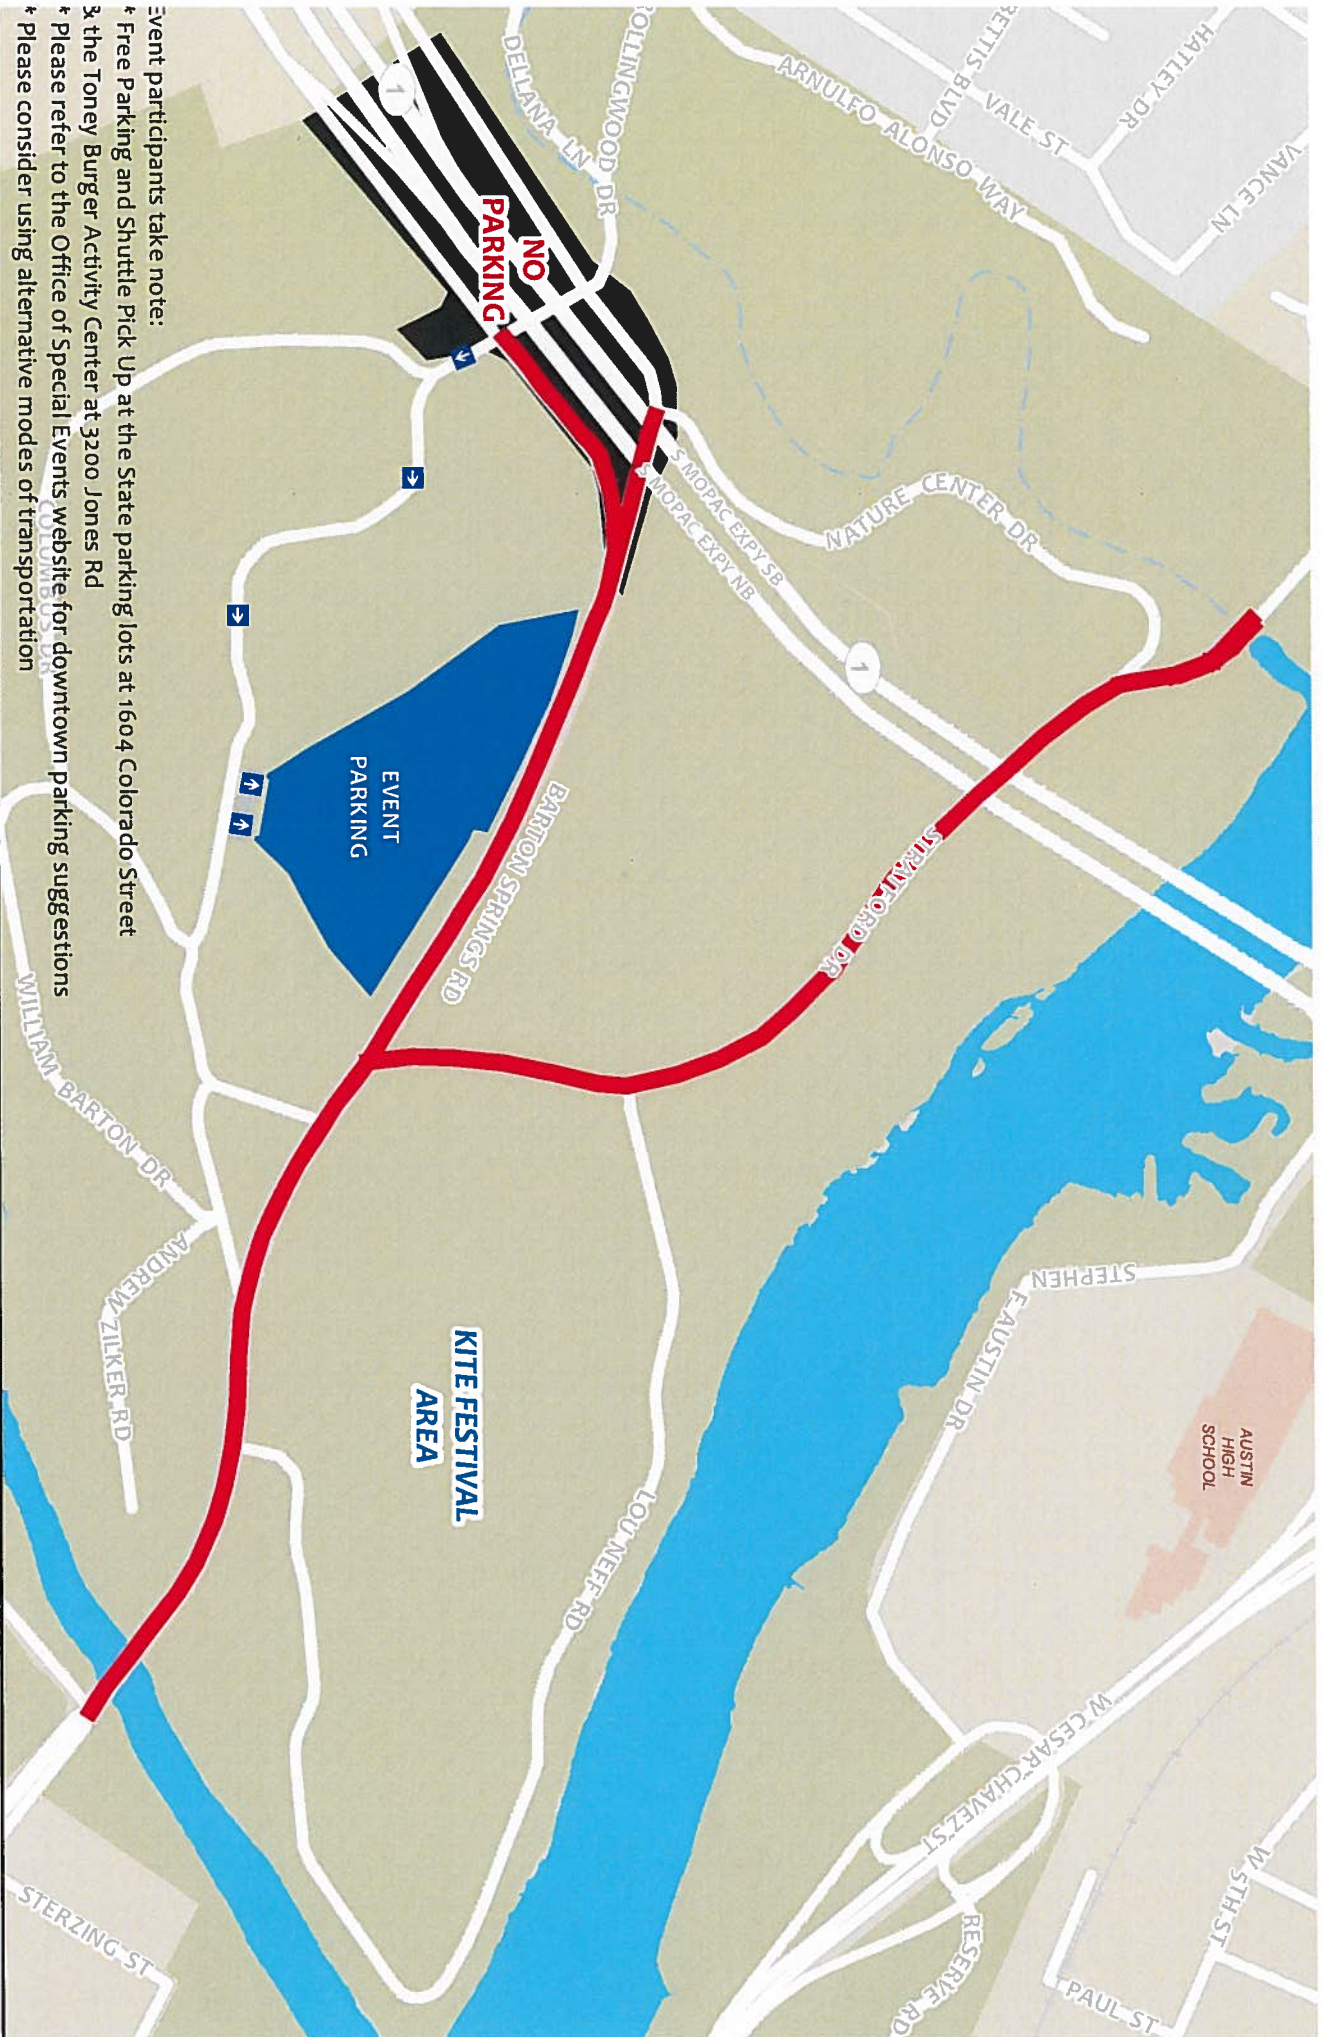 HATLEY DR
BETTIS BLVD
VALE ST
VANCE LN
ARNULFO ALONSO WAY
DELLANA LN
ROLLINGWOOD DR
1
NO
PARKING
NATURE CENTER DR
S MOPAC EXPY SB
S MOPAC EXPY NB
1
STRATFORD DR
BARTON SPRINGS RD
EVENT
PARKING
COLUMBUS DR
WILLIAM BARTON DR
ANDREW ZILKER RD
KITE FESTIVAL
AREA
LOU NEFF RD
STEPHEN F AUSTIN DR
AUSTIN
HIGH
SCHOOL
W CESAR CHAVEZ ST
W 5TH ST
PAUL ST
RESERVE RD
STERZING ST
Event participants take note:
* Free Parking and Shuttle Pick Up at the State parking lots at 1604 Colorado Street
& the Toney Burger Activity Center at 3200 Jones Rd
* Please refer to the Office of Special Events website for downtown parking suggestions
* Please consider using alternative modes of transportation